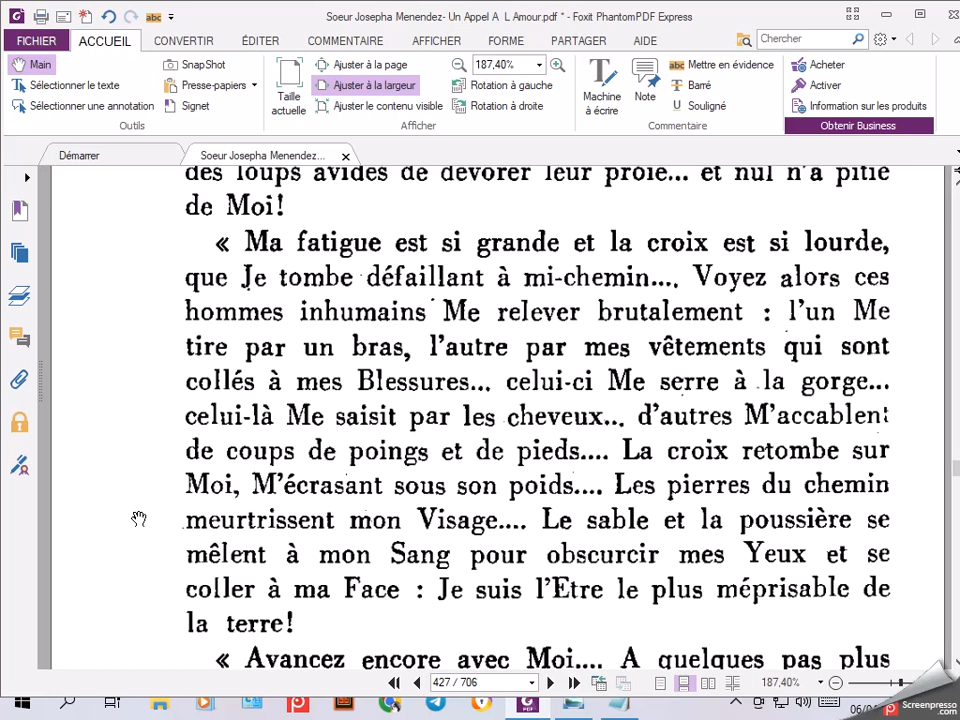 Soeur Josepha Menendez- Un Appel A L Amour.pdf * - Foxit PhantomPDF Express
FICHIER ACCUEIL CONVERTIR ÉDITER COMMENTAIRE AFFICHER FORME PARTAGER AIDE Chercher
Main
Sélectionner le texte
Sélectionner une annotation
Outils
SnapShot
Presse-papiers
Signet
Taille actuelle
Ajuster à la page
Ajuster à la largeur
Ajuster le contenu visible
187,40%
Rotation à gauche
Rotation à droite
Afficher
Machine à écrire
Note
Mettre en évidence
Barré
Souligné
Commentaire
Acheter
Activer
Information sur les produits
Obtenir Business
Démarrer
Soeur Josepha Menendez...
des loups avides de dévorer leur proie... et nul n'a pitié
de Moi!
« Ma fatigue est si grande et la croix est si lourde,
que Je tombe défaillant à mi-chemin.... Voyez alors ces
hommes inhumains Me relever brutalement : l'un Me
tire par un bras, l'autre par mes vêtements qui sont
collés à mes Blessures... celui-ci Me serre à la gorge...
celui-là Me saisit par les cheveux... d'autres M'accablent
de coups de poings et de pieds.... La croix retombe sur
Moi, M'écrasant sous son poids.... Les pierres du chemin
meurtrissent mon Visage.... Le sable et la poussière se
mêlent à mon Sang pour obscurcir mes Yeux et se
coller à ma Face : Je suis l'Etre le plus méprisable de
la terre!
« Avancez encore avec Moi.... A quelques pas plus
427 / 706
187,40%
Screenpresso
.com